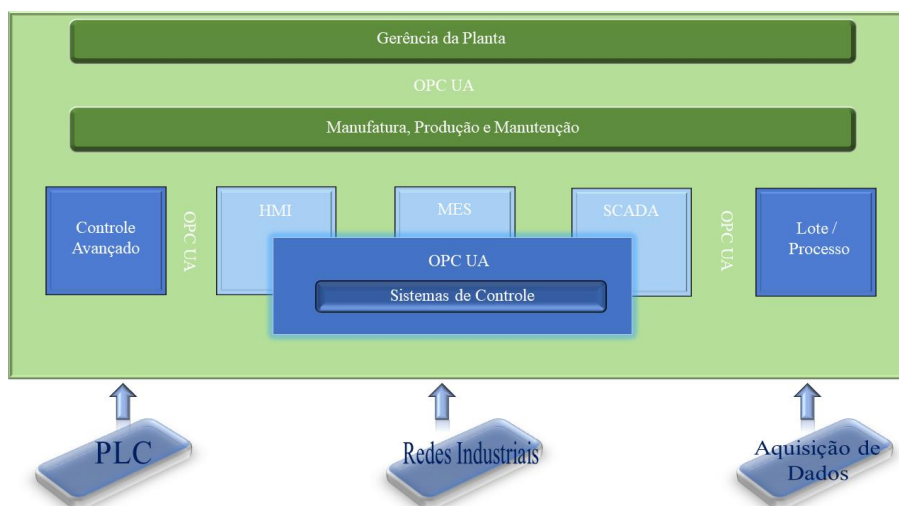 Gerência da Planta
OPC UA
Manufatura, Produção e Manutenção
Controle
Avançado
OPC UA
HMI
MES
SCADA
OPC UA
Lote /
Processo
OPC UA
Sistemas de Controle
PLC
Redes Industriais
Aquisição de
Dados